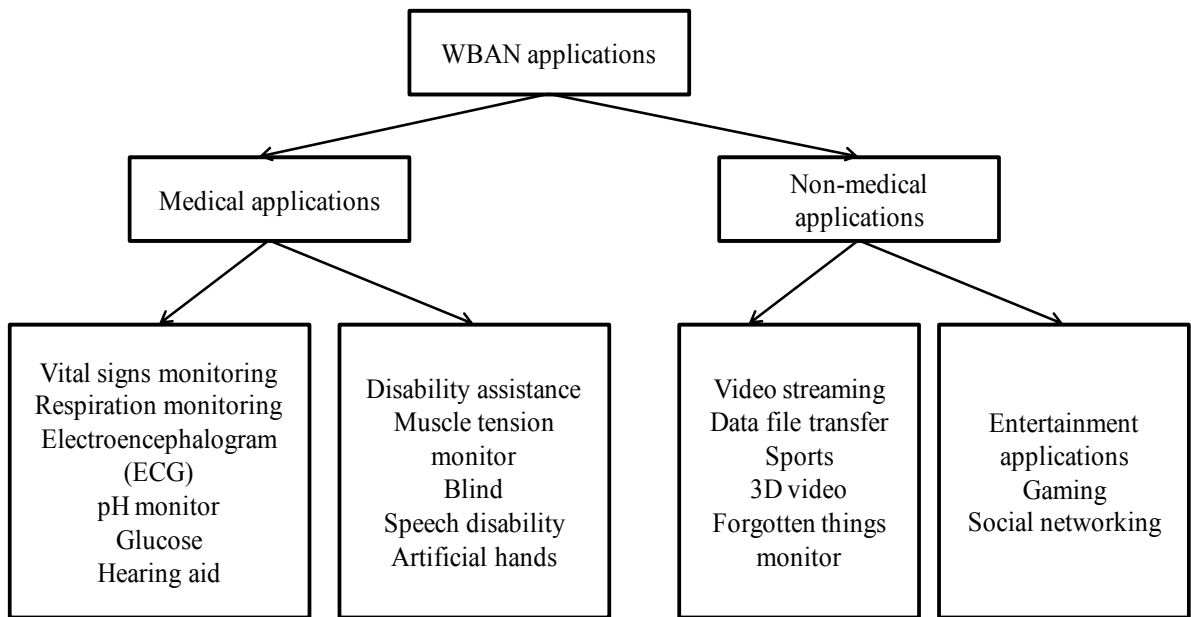 WBAN applications
Medical applications
Non-medical
applications
Vital signs monitoring
Respiration monitoring
Electroencephalogram
(ECG)
pH monitor
Glucose
Hearing aid
Disability assistance
Muscle tension
monitor
Blind
Speech disability
Artificial hands
Video streaming
Data file transfer
Sports
3D video
Forgotten things
monitor
Entertainment
applications
Gaming
Social networking